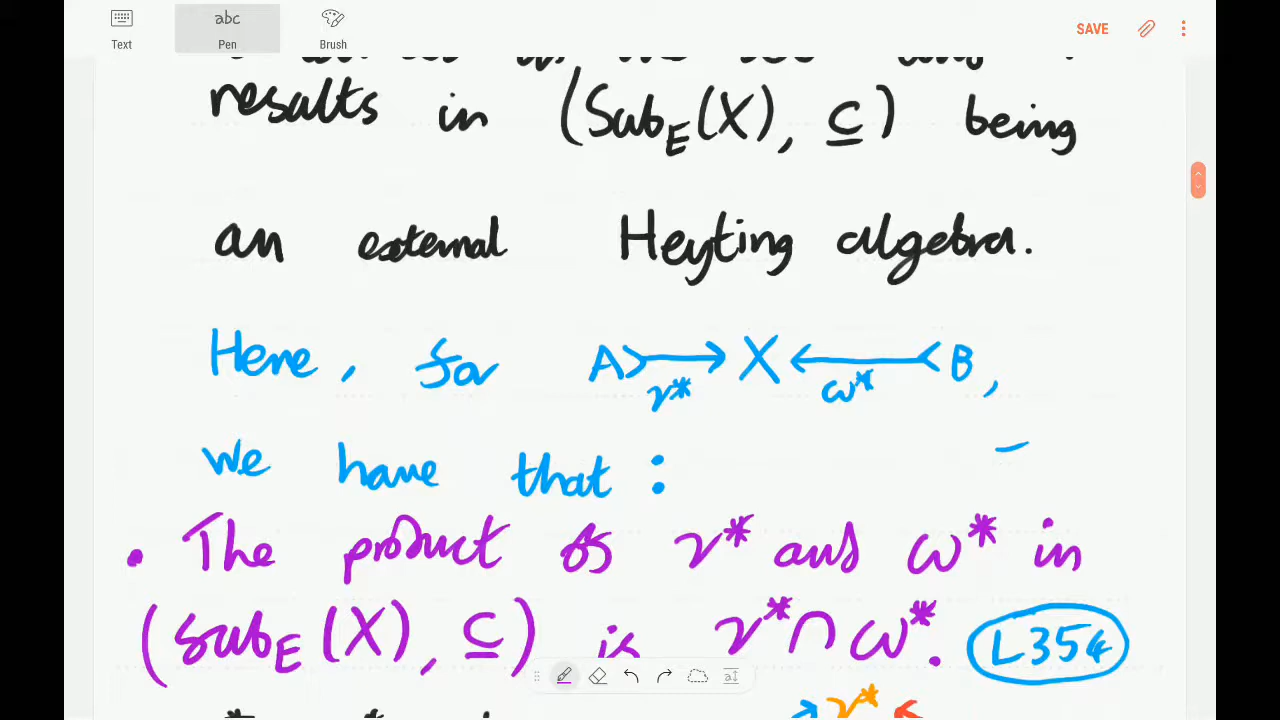 Text
abc
Pen
Brush
SAVE
results in (Sub_E(X), ⊆) being
an external Heyting algebra.
Here, for A ↣ X ↢ B,
v* w*
we have that :
• The product of v* and w* in
(Sub_E(X), ⊆) is v* ∩ w*. L354
v*